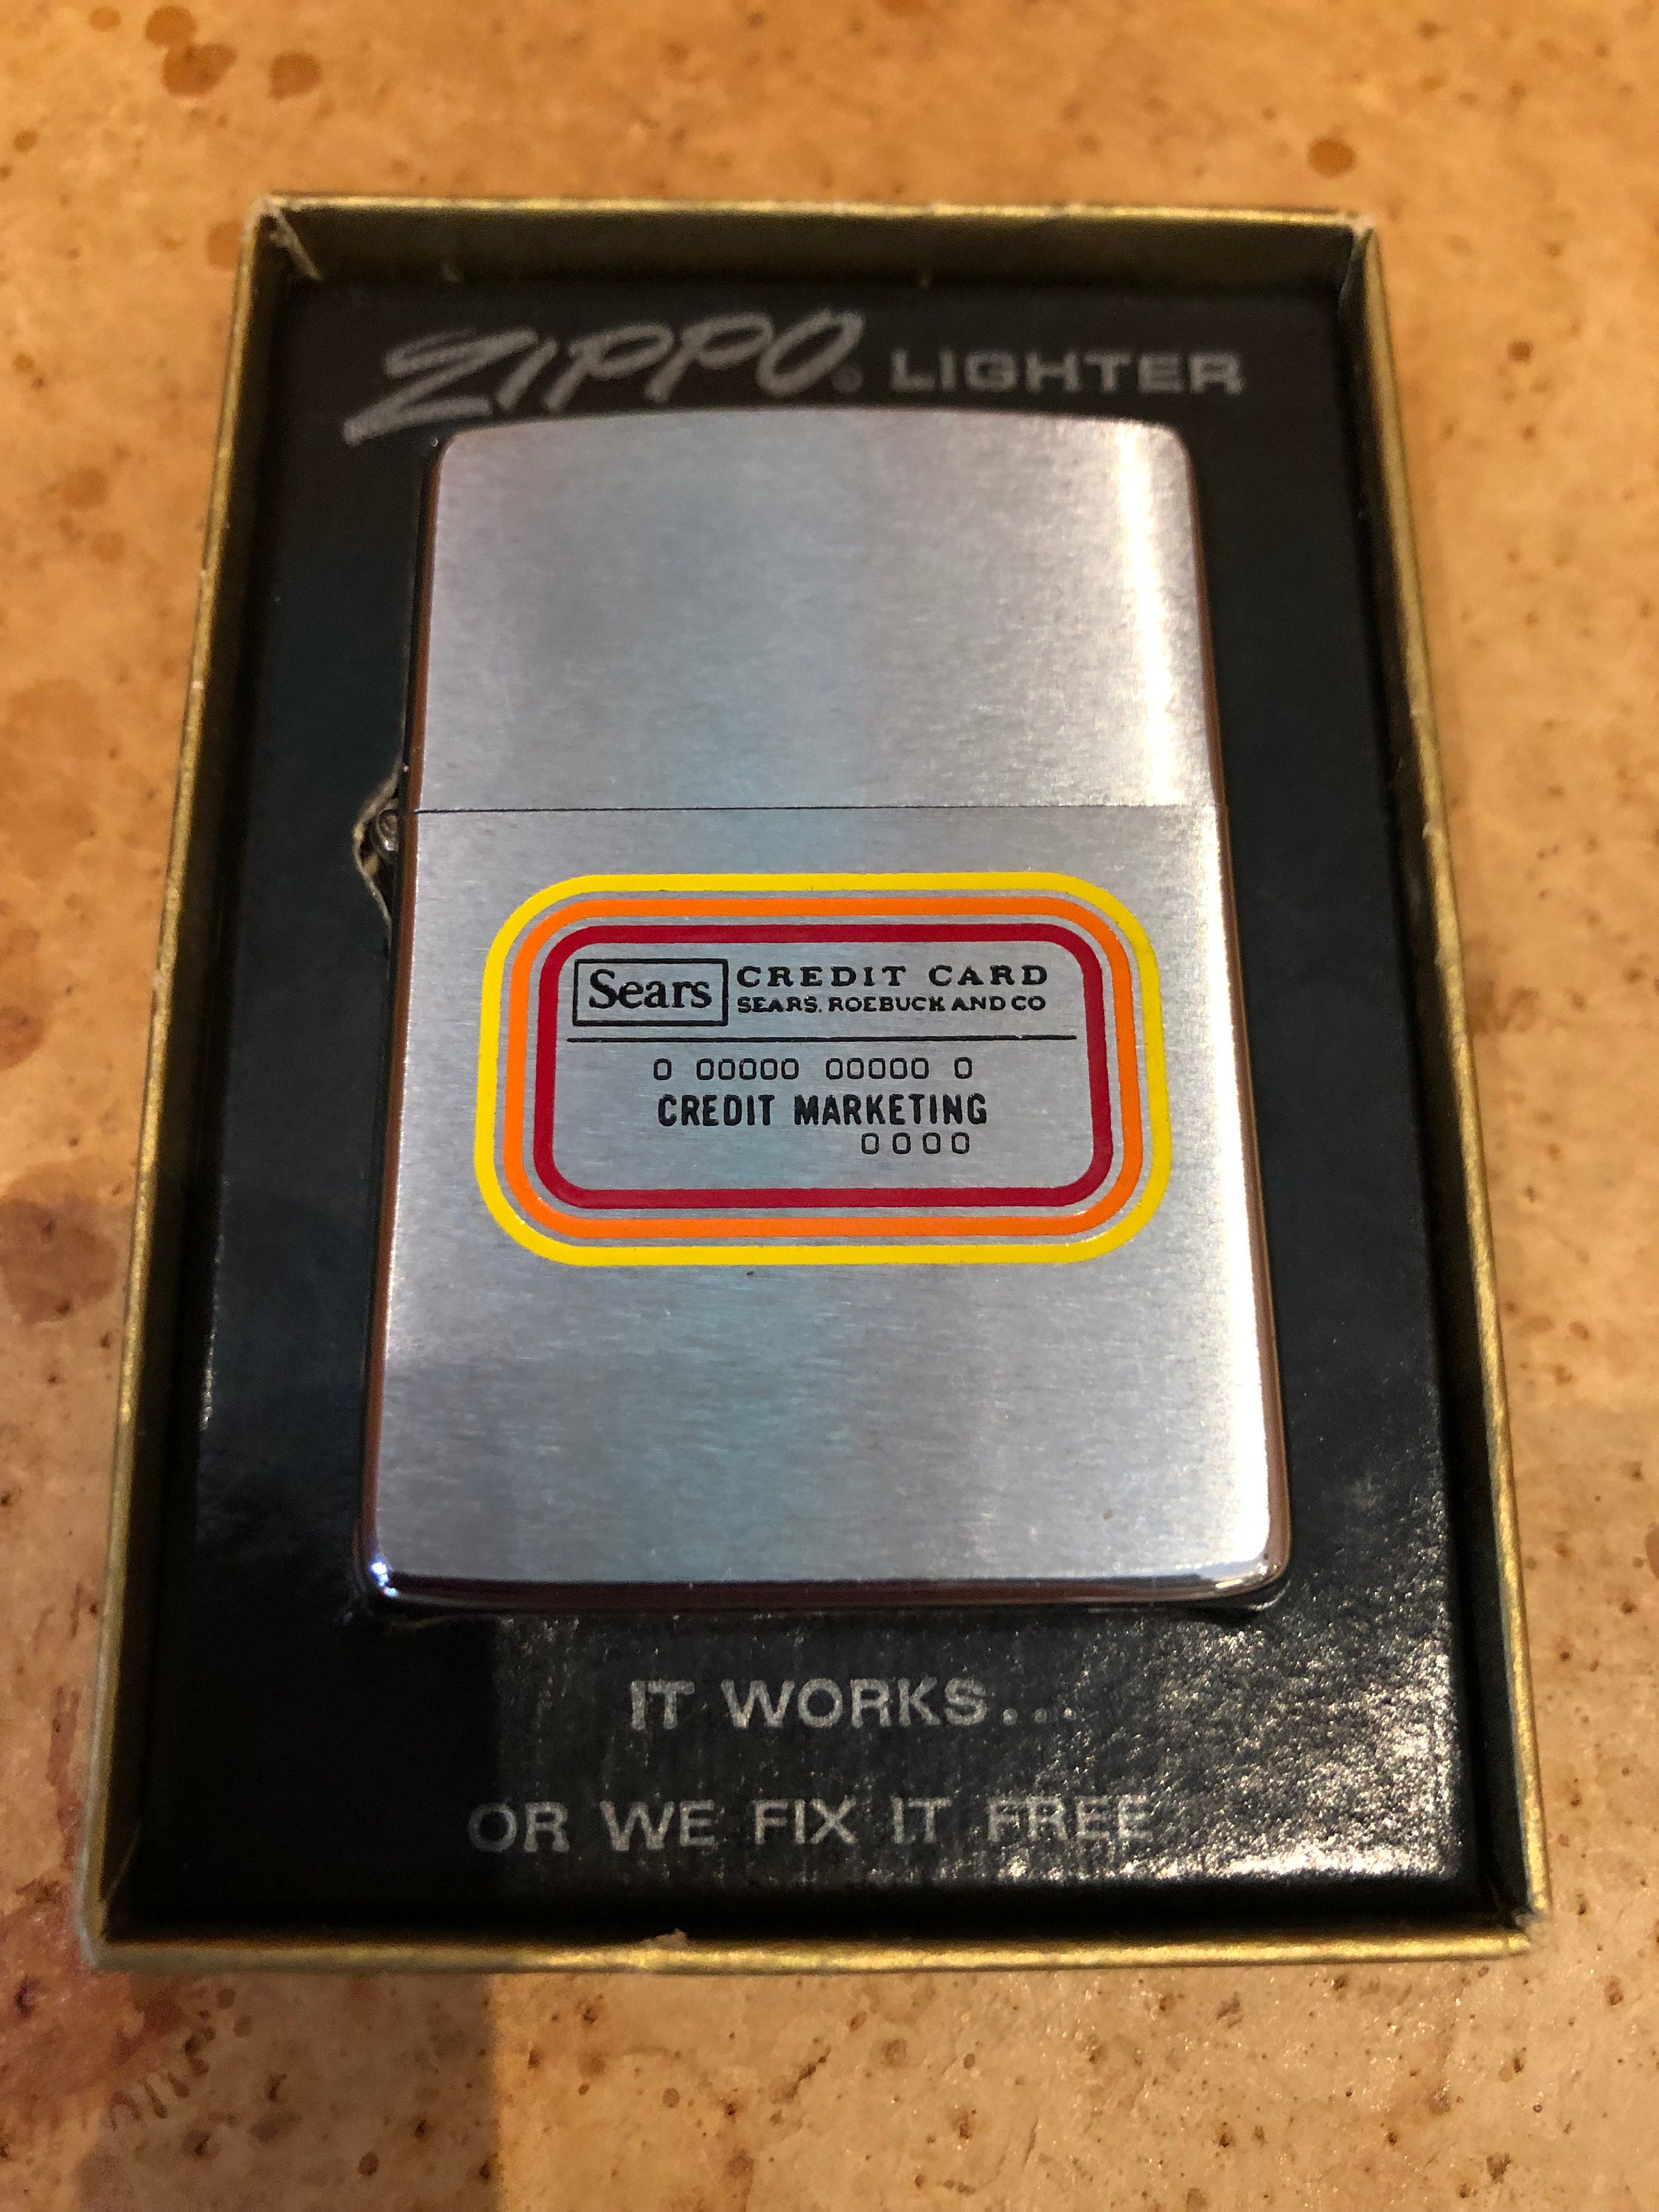 ZIPPO® LIGHTER
Sears CREDIT CARD
SEARS, ROEBUCK AND CO
0 00000 00000 0
CREDIT MARKETING
0000
IT WORKS...
OR WE FIX IT FREE